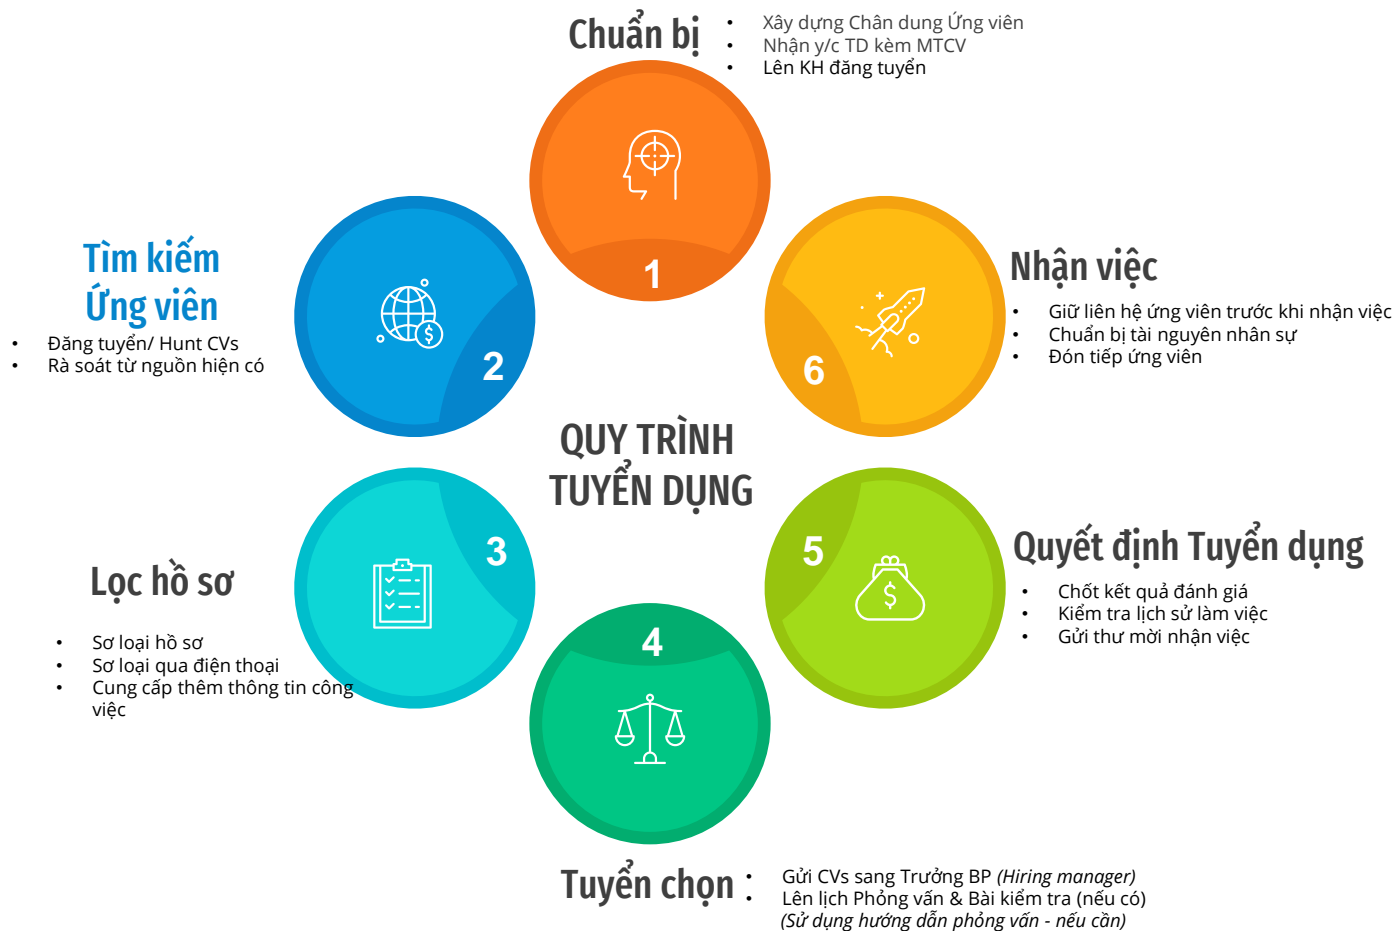 Chuẩn bị
• Xây dựng Chân dung Ứng viên
• Nhận y/c TD kèm MTCV
• Lên KH đăng tuyển
1
Tìm kiếm
Ứng viên
• Đăng tuyển/ Hunt CVs
• Rà soát từ nguồn hiện có
$
2
QUY TRÌNH
TUYỂN DỤNG
Lọc hồ sơ
• Sơ loại hồ sơ
• Sơ loại qua điện thoại
• Cung cấp thêm thông tin công
việc
3
4
Tuyển chọn
• Gửi CVs sang Trưởng BP (Hiring manager)
• Lên lịch Phỏng vấn & Bài kiểm tra (nếu có)
(Sử dụng hướng dẫn phỏng vấn - nếu cần)
5
$
Quyết định Tuyển dụng
• Chốt kết quả đánh giá
• Kiểm tra lịch sử làm việc
• Gửi thư mời nhận việc
6
Nhận việc
• Giữ liên hệ ứng viên trước khi nhận việc
• Chuẩn bị tài nguyên nhân sự
• Đón tiếp ứng viên